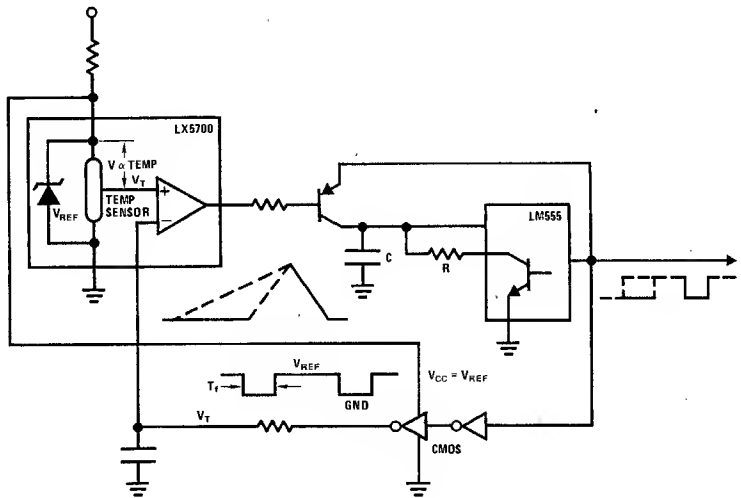 LX5700
V α TEMP
V_T
TEMP
SENSOR
V_REF
+
−
LM555
C
R
V_REF
V_CC = V_REF
T_f
GND
V_T
CMOS